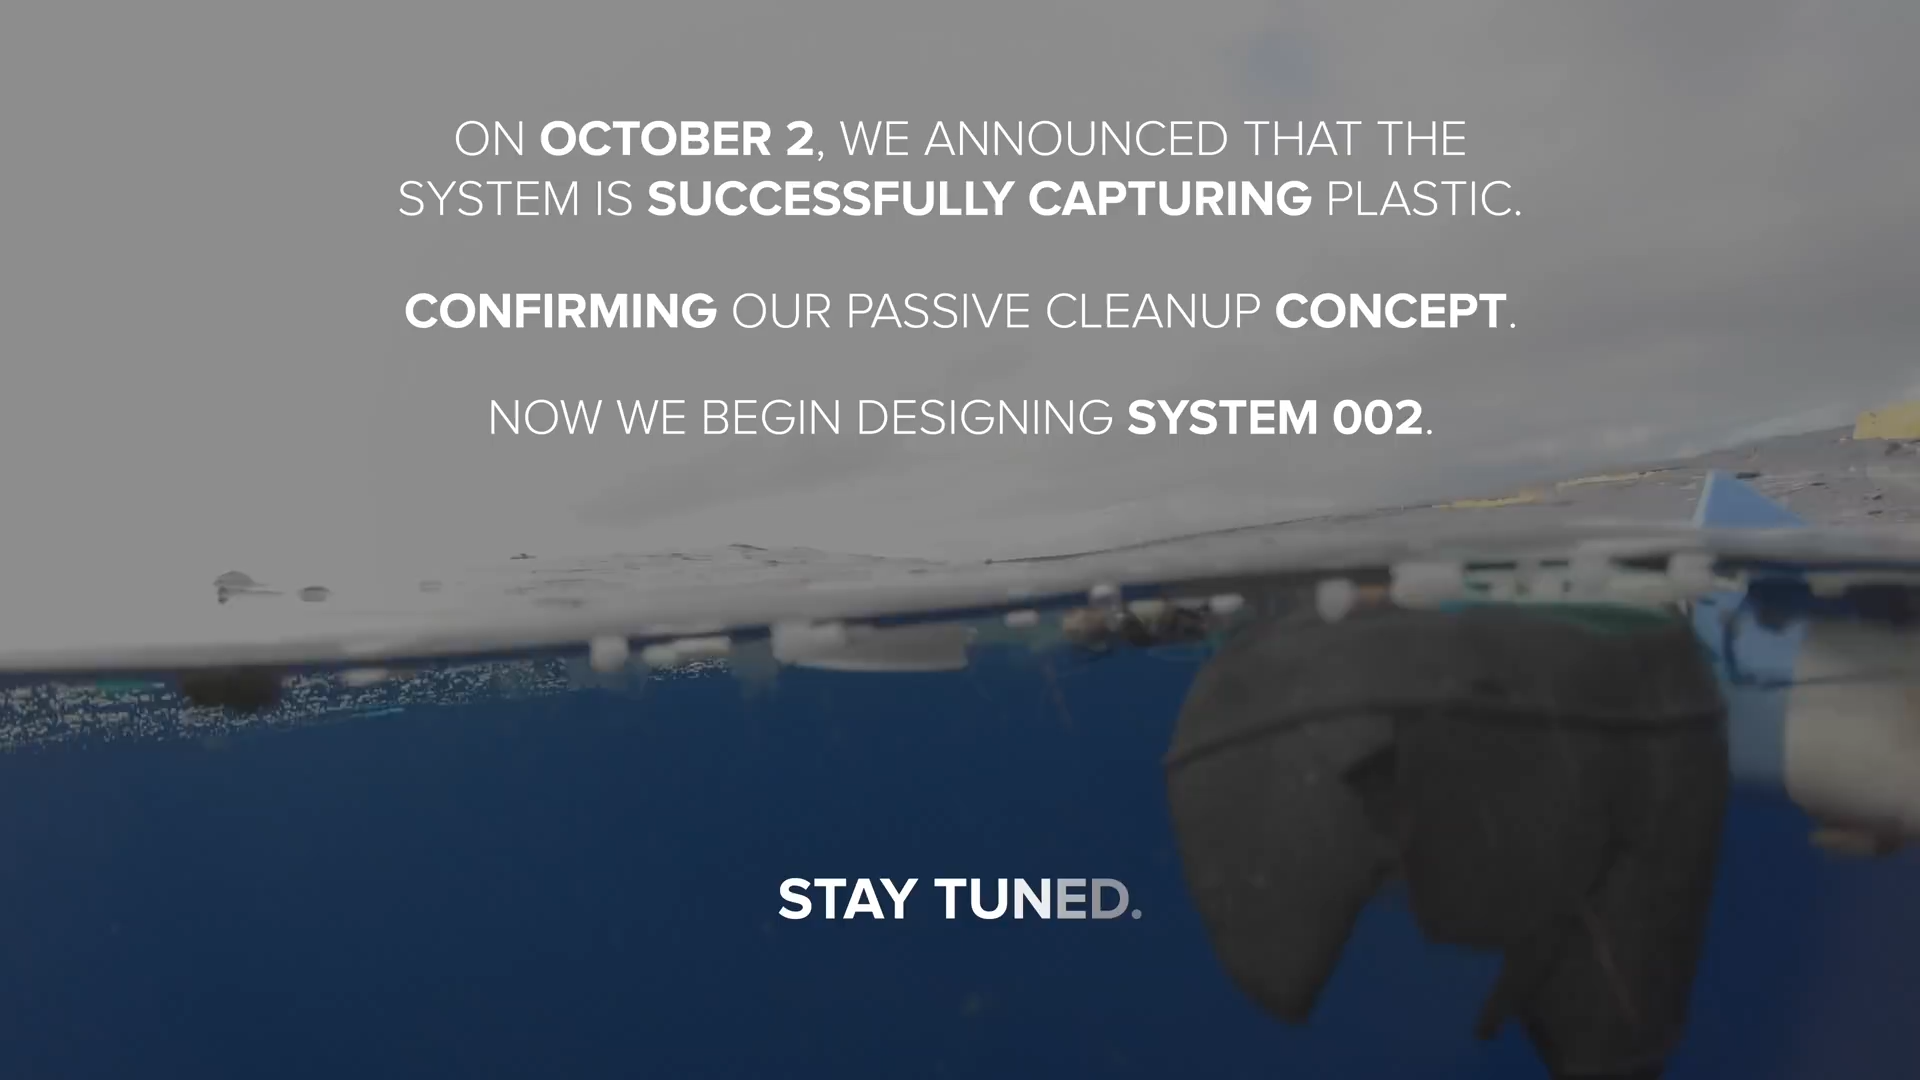 ON OCTOBER 2, WE ANNOUNCED THAT THE
SYSTEM IS SUCCESSFULLY CAPTURING PLASTIC.
CONFIRMING OUR PASSIVE CLEANUP CONCEPT.
NOW WE BEGIN DESIGNING SYSTEM 002.
STAY TUNED.